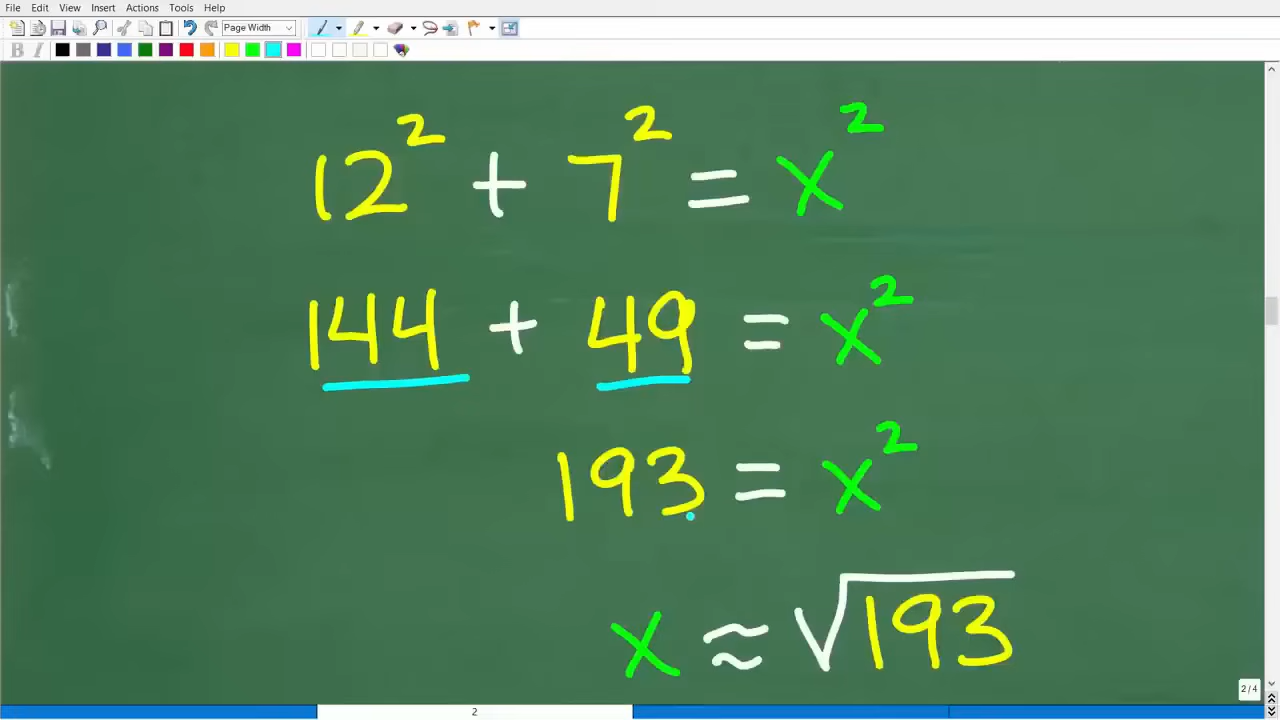 File Edit View Insert Actions Tools Help
Page Width
B I
12² + 7² = x²
144 + 49 = x²
193 = x²
x ≈ √193
2/4
2